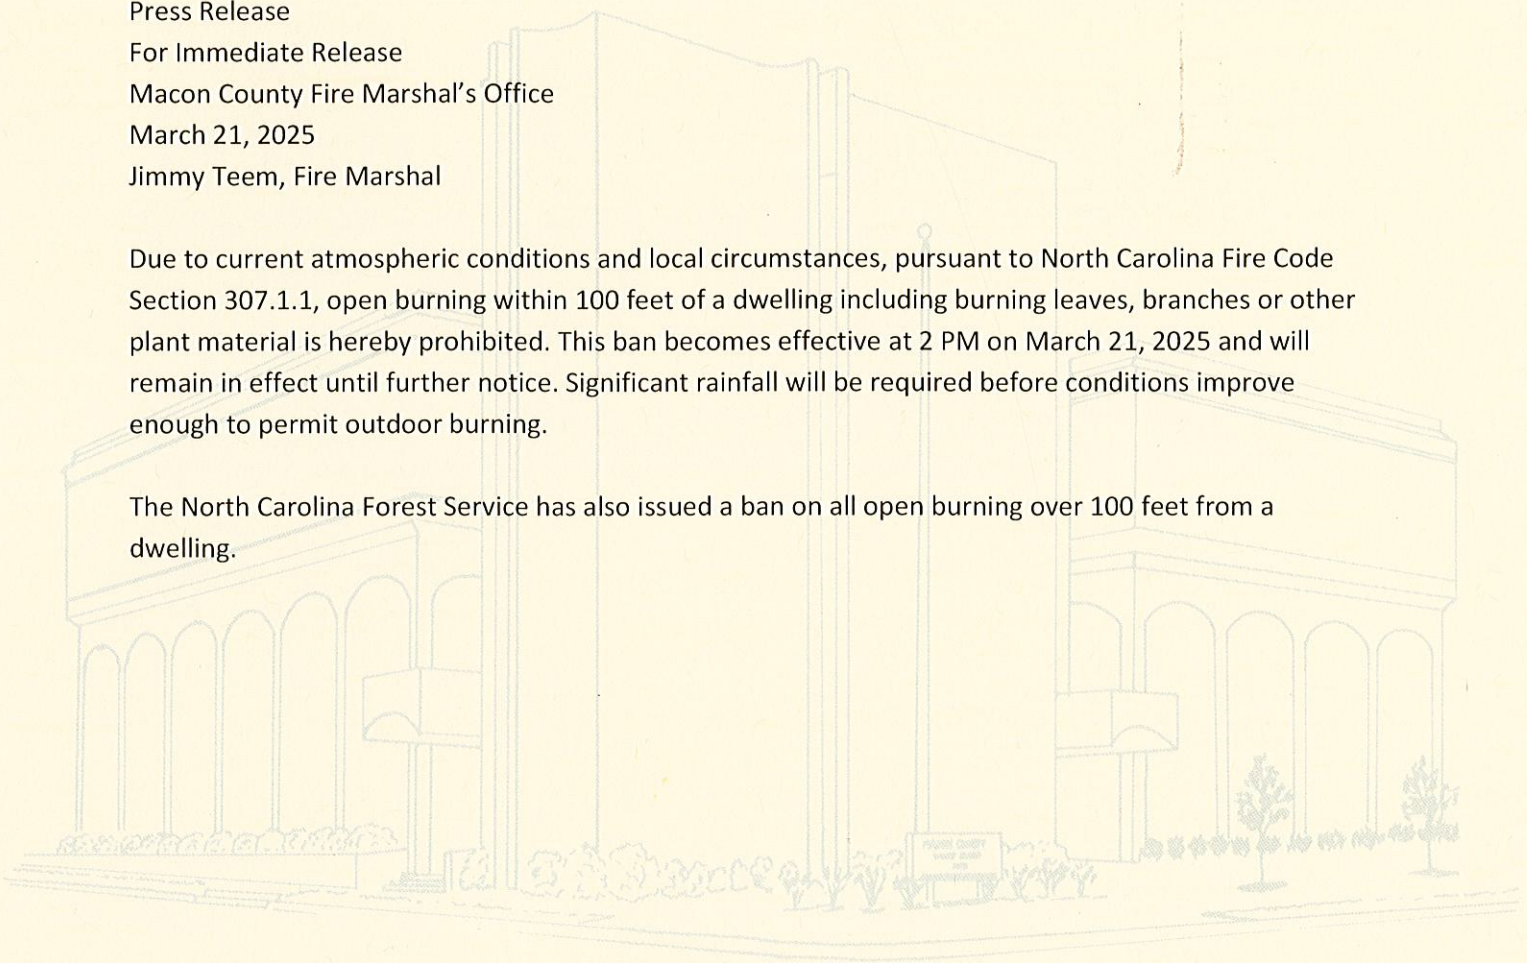 Press Release
For Immediate Release
Macon County Fire Marshal’s Office
March 21, 2025
Jimmy Teem, Fire Marshal
Due to current atmospheric conditions and local circumstances, pursuant to North Carolina Fire Code
Section 307.1.1, open burning within 100 feet of a dwelling including burning leaves, branches or other
plant material is hereby prohibited. This ban becomes effective at 2 PM on March 21, 2025 and will
remain in effect until further notice. Significant rainfall will be required before conditions improve
enough to permit outdoor burning.
The North Carolina Forest Service has also issued a ban on all open burning over 100 feet from a
dwelling.